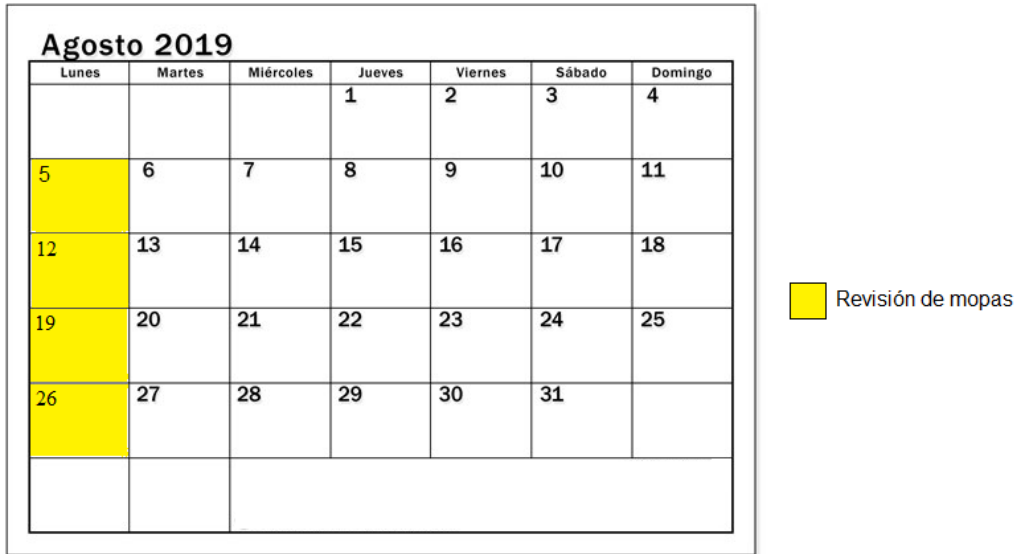 Agosto 2019
Lunes Martes Miércoles Jueves Viernes Sábado Domingo
1 2 3 4
5 6 7 8 9 10 11
12 13 14 15 16 17 18
19 20 21 22 23 24 25
26 27 28 29 30 31
Revisión de mopas